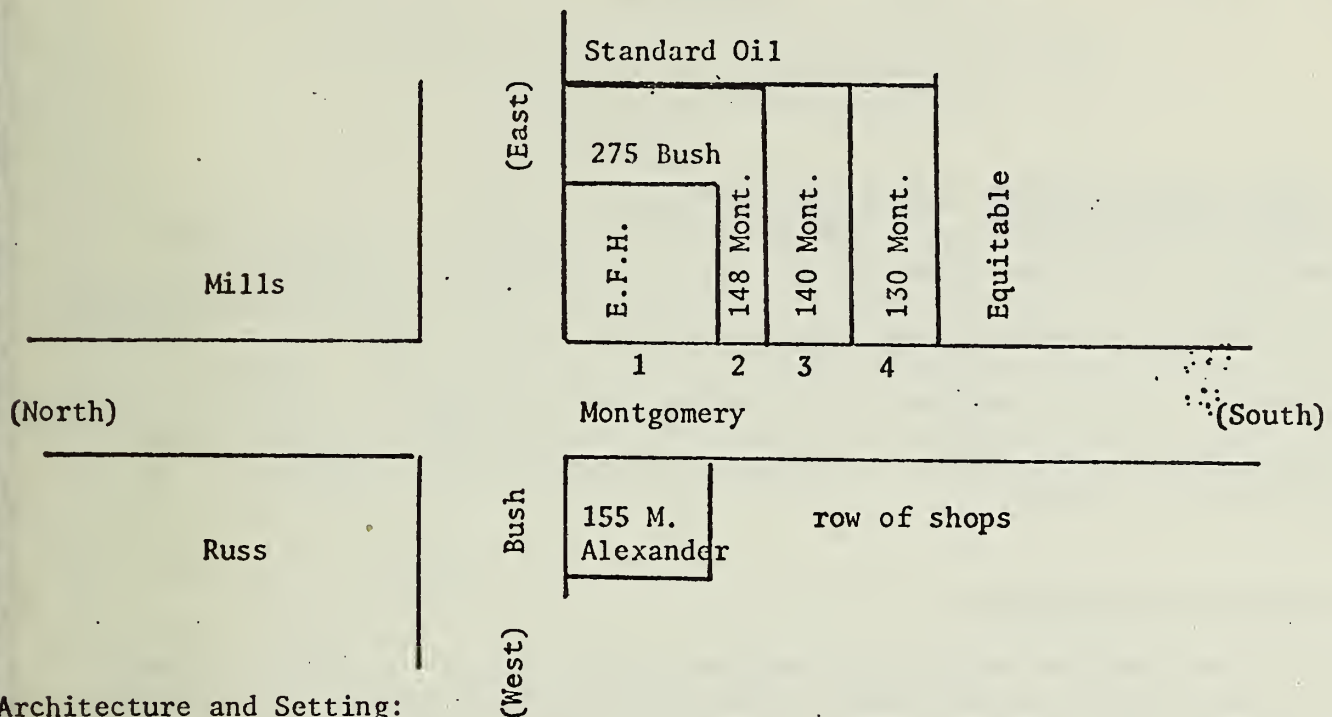 Standard Oil
(East)
275 Bush
E.F.H.
148 Mont.
140 Mont.
130 Mont.
Equitable
Mills
1 2 3 4
(North)
Montgomery
(South)
Bush
155 M.
Alexander
row of shops
Russ
(West)
Architecture and Setting: